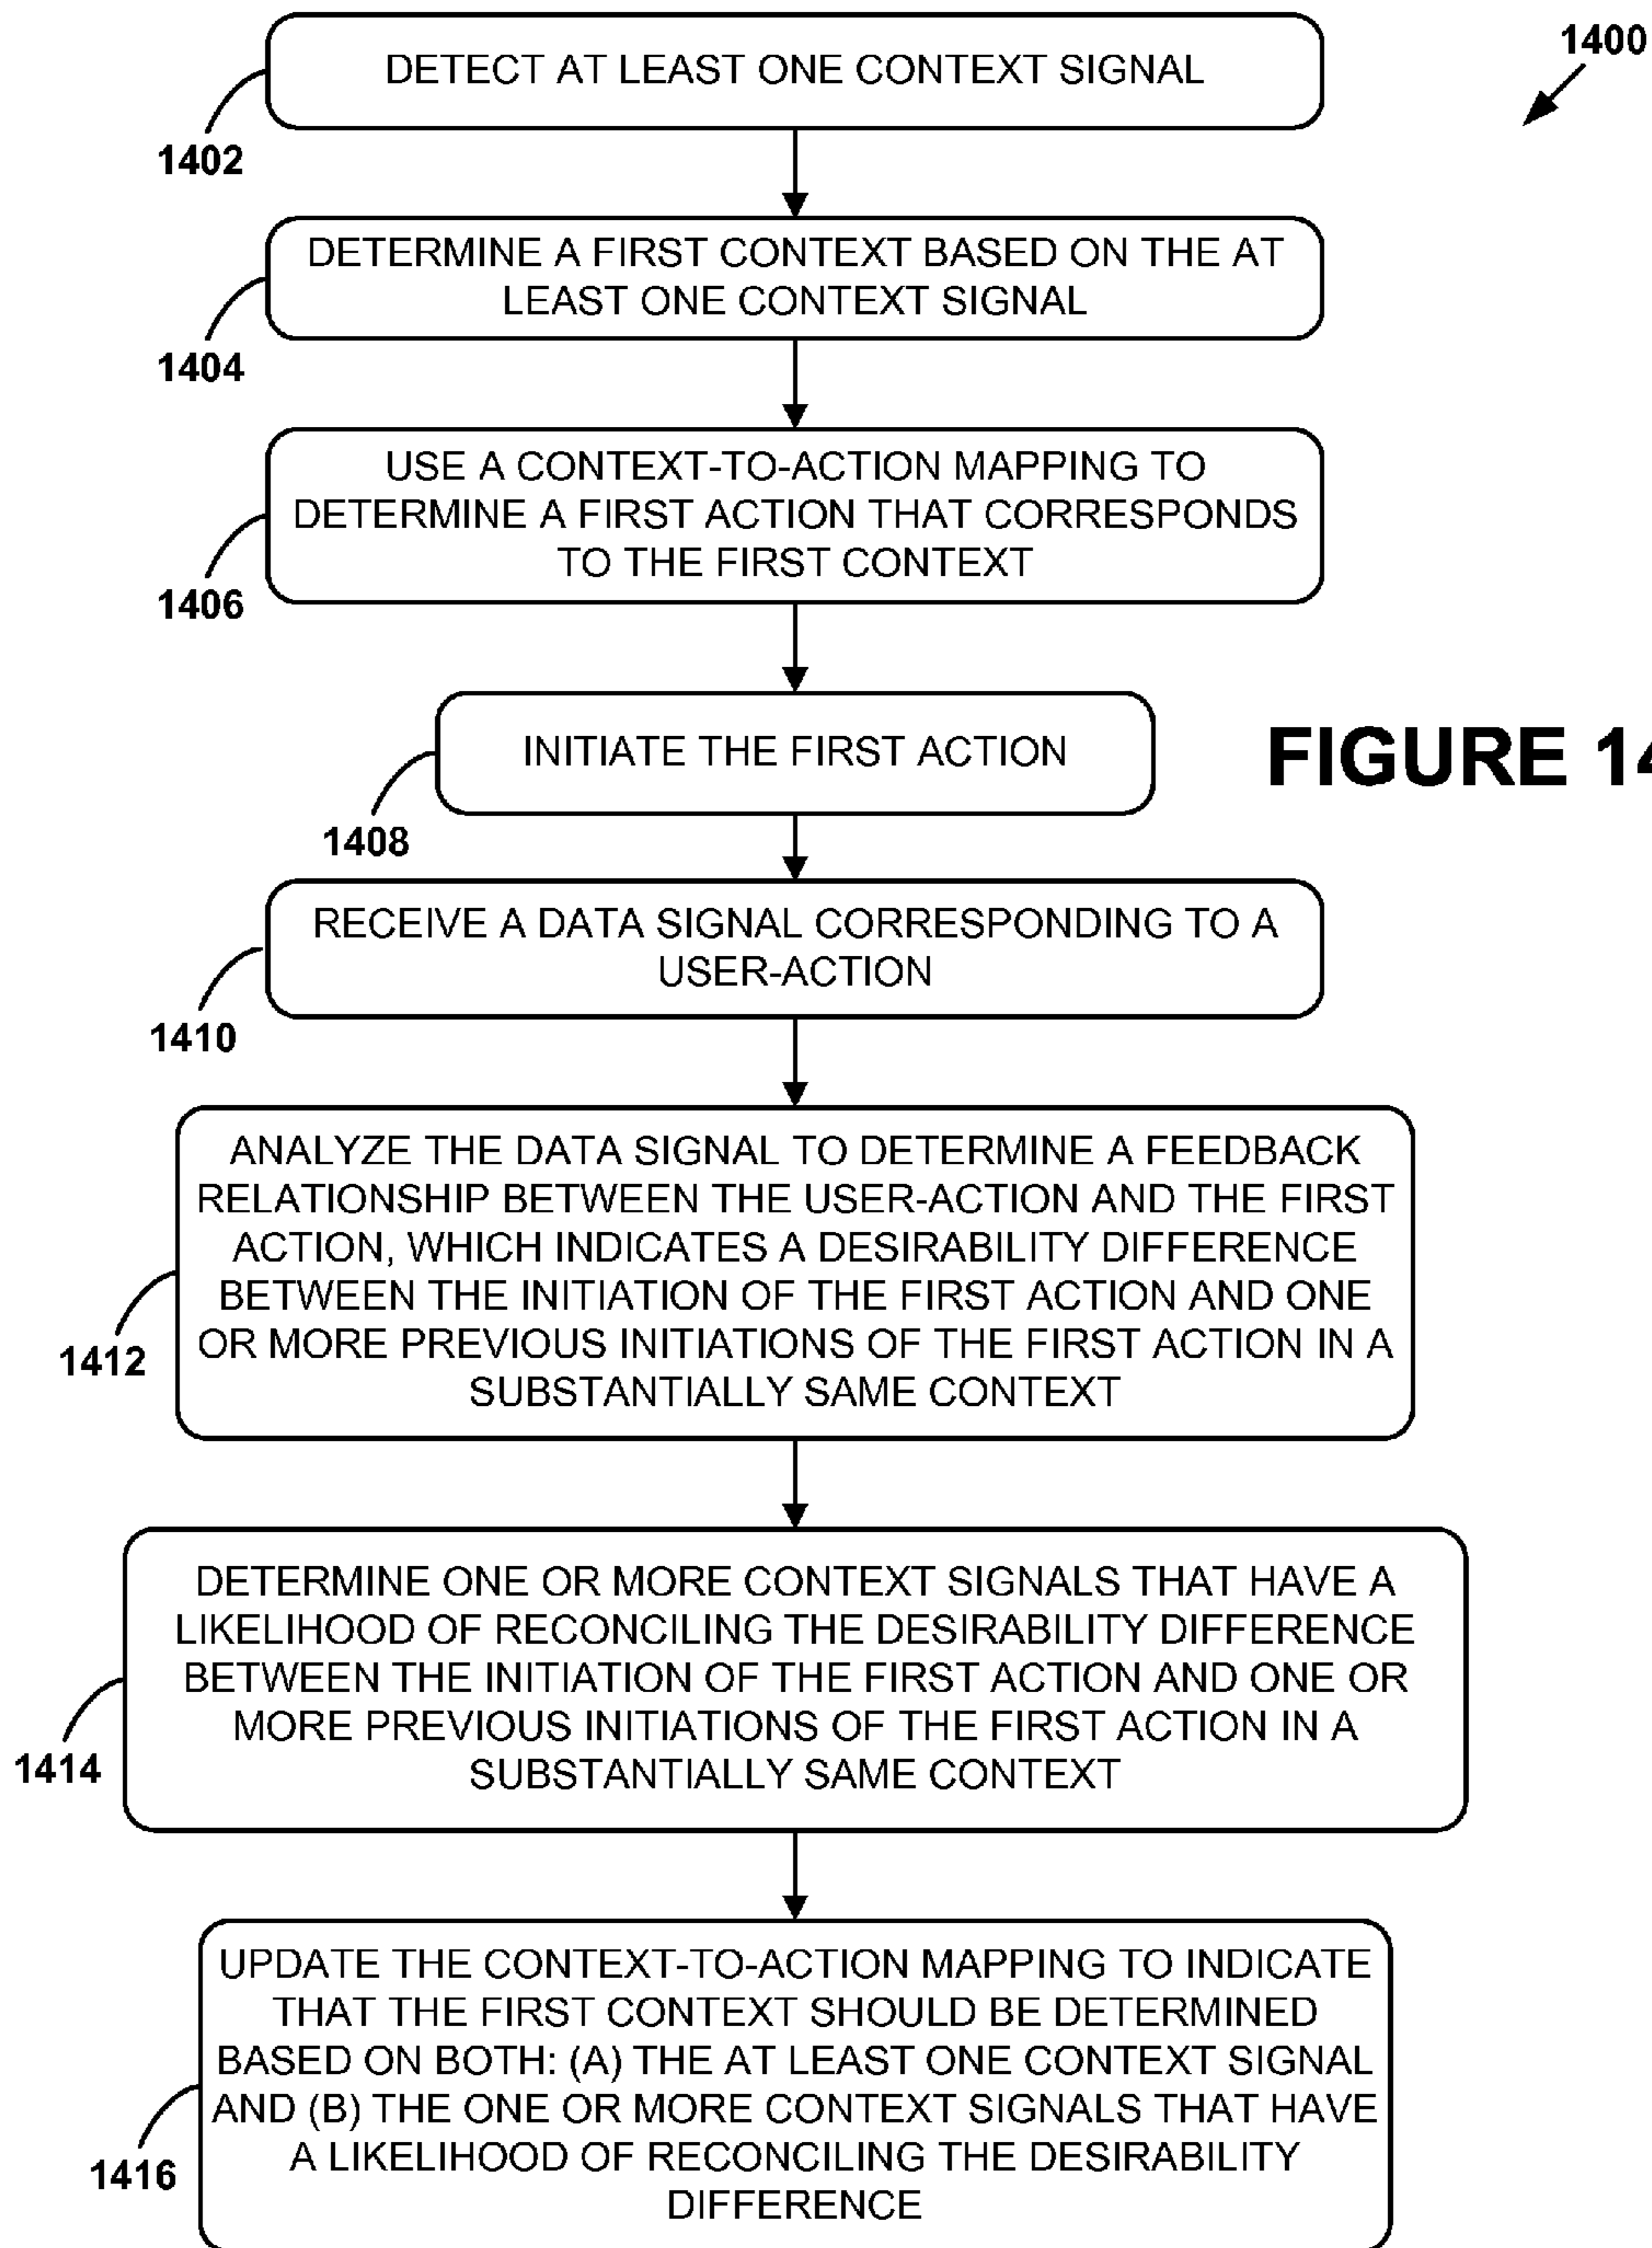 1400
DETECT AT LEAST ONE CONTEXT SIGNAL
1402
DETERMINE A FIRST CONTEXT BASED ON THE AT
LEAST ONE CONTEXT SIGNAL
1404
USE A CONTEXT-TO-ACTION MAPPING TO
DETERMINE A FIRST ACTION THAT CORRESPONDS
TO THE FIRST CONTEXT
1406
INITIATE THE FIRST ACTION
FIGURE 14
1408
RECEIVE A DATA SIGNAL CORRESPONDING TO A
USER-ACTION
1410
ANALYZE THE DATA SIGNAL TO DETERMINE A FEEDBACK
RELATIONSHIP BETWEEN THE USER-ACTION AND THE FIRST
ACTION, WHICH INDICATES A DESIRABILITY DIFFERENCE
BETWEEN THE INITIATION OF THE FIRST ACTION AND ONE
OR MORE PREVIOUS INITIATIONS OF THE FIRST ACTION IN A
SUBSTANTIALLY SAME CONTEXT
1412
DETERMINE ONE OR MORE CONTEXT SIGNALS THAT HAVE A
LIKELIHOOD OF RECONCILING THE DESIRABILITY DIFFERENCE
BETWEEN THE INITIATION OF THE FIRST ACTION AND ONE OR
MORE PREVIOUS INITIATIONS OF THE FIRST ACTION IN A
SUBSTANTIALLY SAME CONTEXT
1414
UPDATE THE CONTEXT-TO-ACTION MAPPING TO INDICATE
THAT THE FIRST CONTEXT SHOULD BE DETERMINED
BASED ON BOTH: (A) THE AT LEAST ONE CONTEXT SIGNAL
AND (B) THE ONE OR MORE CONTEXT SIGNALS THAT HAVE
A LIKELIHOOD OF RECONCILING THE DESIRABILITY
DIFFERENCE
1416